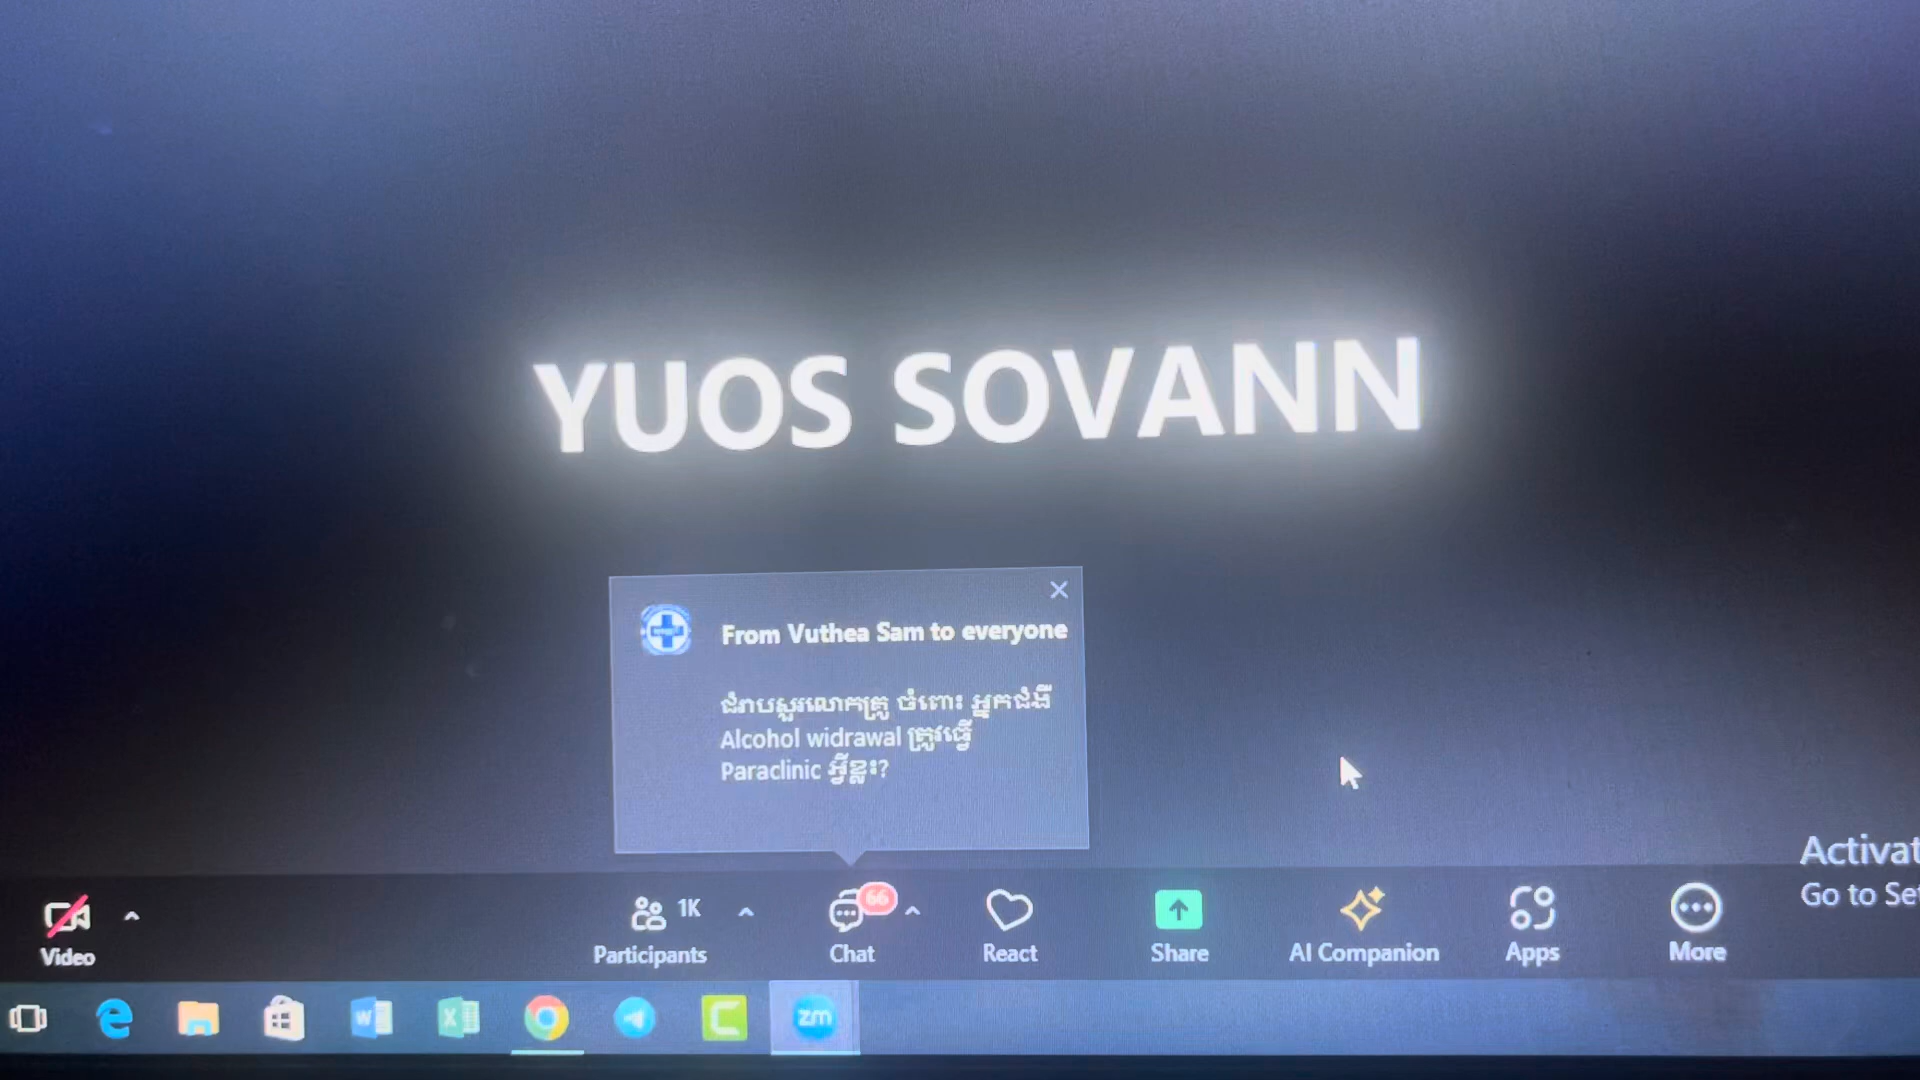 YUOS SOVANN
From Vuthea Sam to everyone
ជំរាបសួរលោកគ្រូ ចំពោះ អ្នកជំងឺ
Alcohol widrawal ត្រូវធ្វើ
Paraclinic អ្វីខ្លះ?
Activat
Go to Set
Video
1K
Participants
66
Chat
React
Share
AI Companion
Apps
More
zm